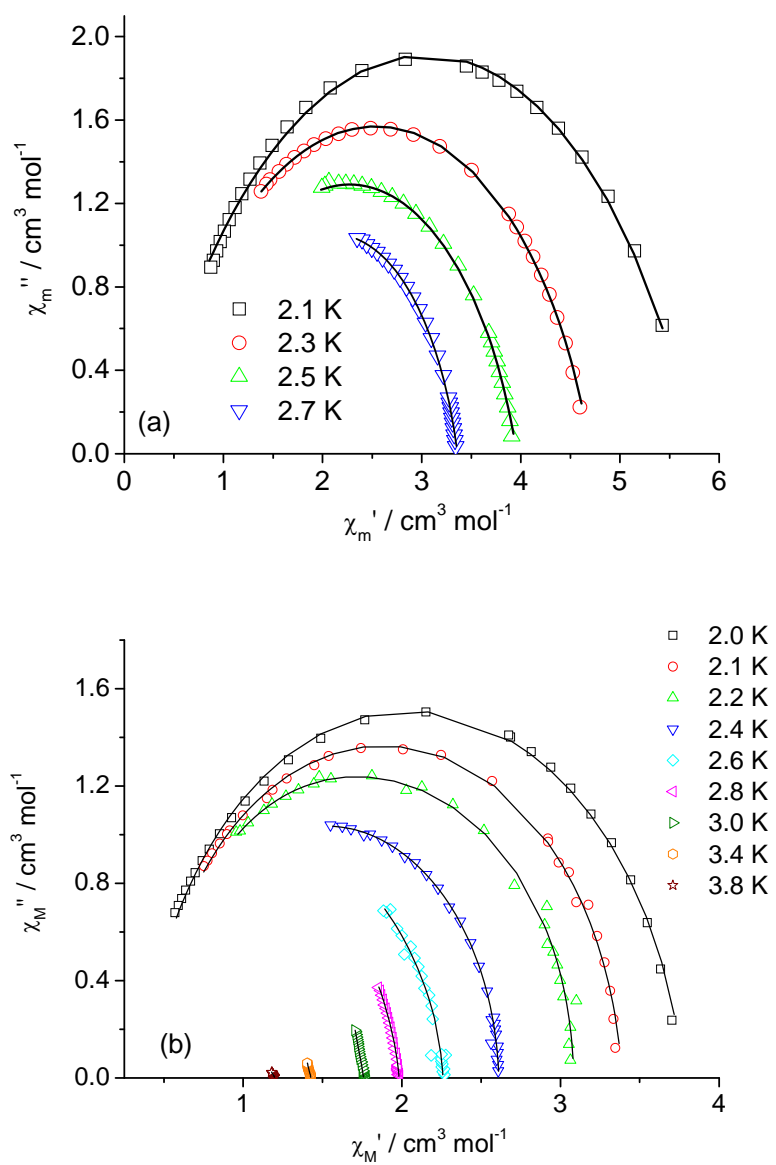 2.0
1.6
1.2
0.8
0.4
0.0
χm'' / cm³ mol⁻¹
2.1 K
2.3 K
2.5 K
2.7 K
(a)
0 1 2 3 4 5 6
χm' / cm³ mol⁻¹
1.6
1.2
0.8
0.4
0.0
χM'' / cm³ mol⁻¹
2.0 K
2.1 K
2.2 K
2.4 K
2.6 K
2.8 K
3.0 K
3.4 K
3.8 K
(b)
1 2 3 4
χM' / cm³ mol⁻¹